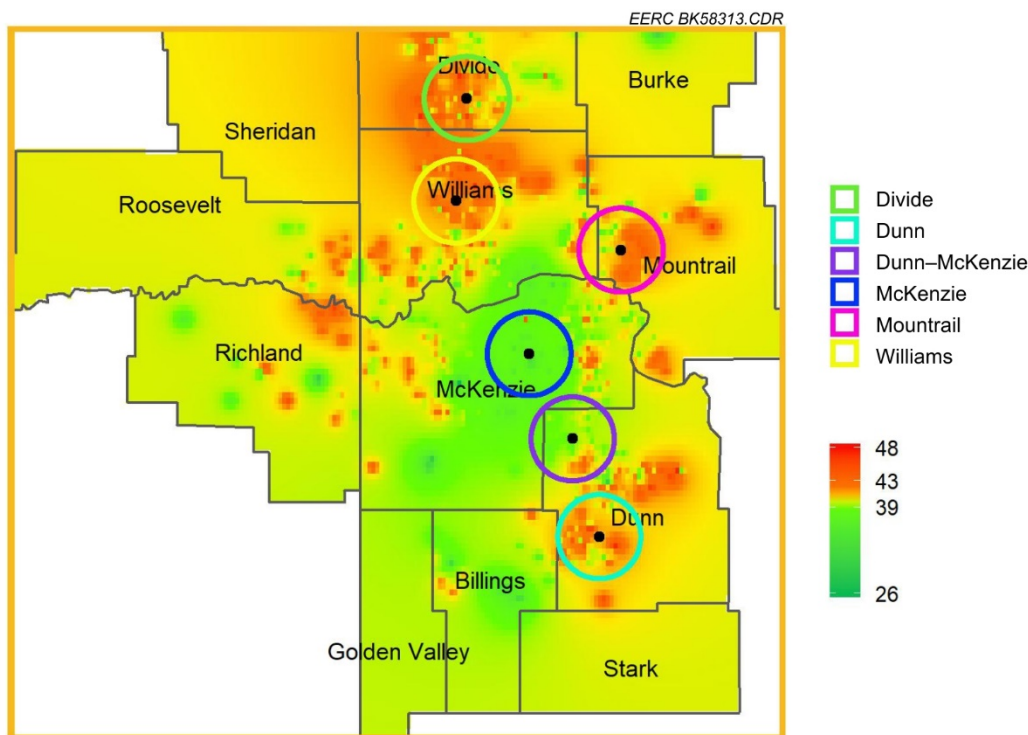 EERC BK58313.CDR
Divide
Burke
Sheridan
Williams
Roosevelt
Mountrail
Richland
McKenzie
Dunn
Billings
Golden Valley
Stark
Divide
Dunn
Dunn–McKenzie
McKenzie
Mountrail
Williams
48
43
39
26